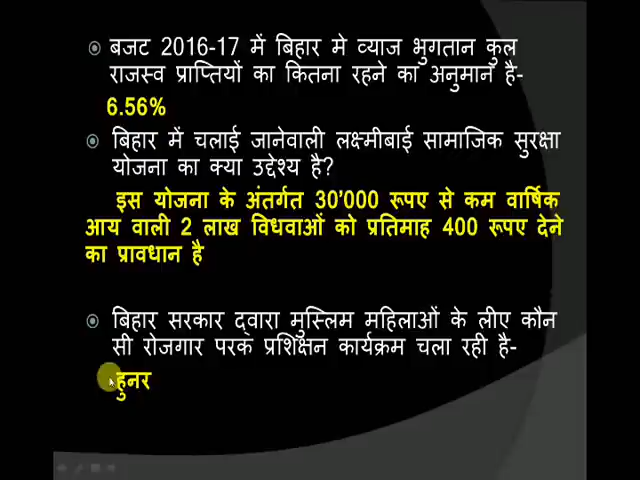 बजट 2016-17 में बिहार मे व्याज भुगतान कुल
राजस्व प्राप्तियों का कितना रहने का अनुमान है-
6.56%
बिहार में चलाई जानेवाली लक्ष्मीबाई सामाजिक सुरक्षा
योजना का क्या उद्देश्य है?
इस योजना के अंतर्गत 30'000 रूपए से कम वार्षिक
आय वाली 2 लाख विधवाओं को प्रतिमाह 400 रूपए देने
का प्रावधान है
बिहार सरकार द्वारा मुस्लिम महिलाओं के लीए कौन
सी रोजगार परक प्रशिक्षन कार्यक्रम चला रही है-
हुनर